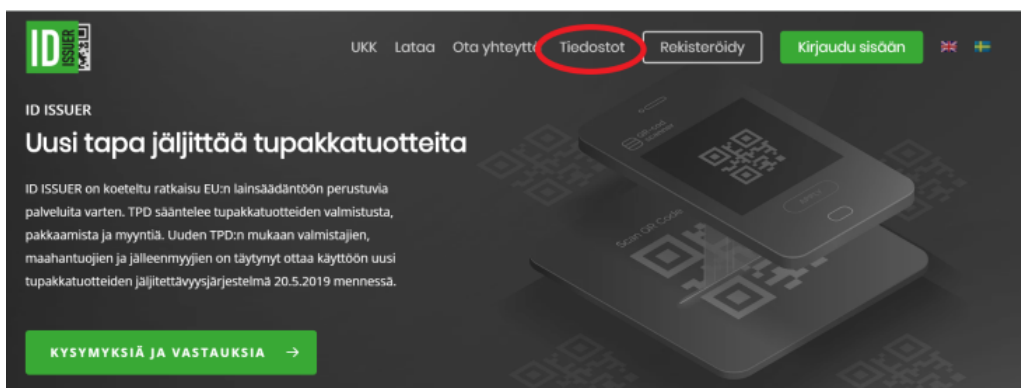 ID ISSUER
UKK Lataa Ota yhteyttä Tiedostot Rekisteröidy Kirjaudu sisään
ID ISSUER
Uusi tapa jäljittää tupakkatuotteita
ID ISSUER on koeteltu ratkaisu EU:n lainsäädäntöön perustuvia
palveluita varten. TPD sääntelee tupakkatuotteiden valmistusta,
pakkaamista ja myyntiä. Uuden TPD:n mukaan valmistajien,
maahantuojien ja jälleenmyyjien on täytynyt ottaa käyttöön uusi
tupakkatuotteiden jäljitettävyysjärjestelmä 20.5.2019 mennessä.
KYSYMYKSIÄ JA VASTAUKSIA →
QR-cod
scanner
Scan QR Code